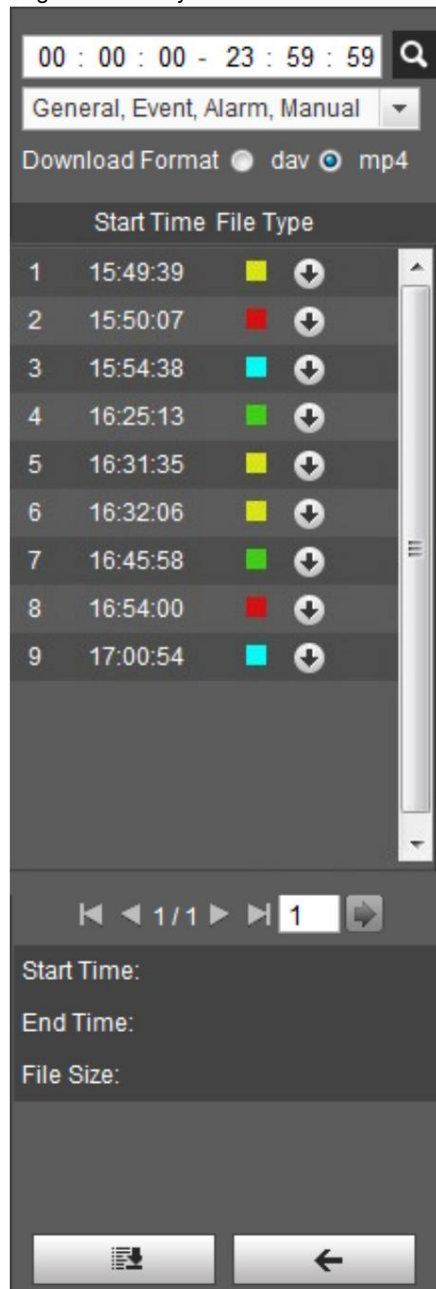 00 : 00 : 00 - 23 : 59 : 59
General, Event, Alarm, Manual
Download Format dav mp4
Start Time File Type
1 15:49:39
2 15:50:07
3 15:54:38
4 16:25:13
5 16:31:35
6 16:32:06
7 16:45:58
8 16:54:00
9 17:00:54
1 / 1 1
Start Time:
End Time:
File Size: